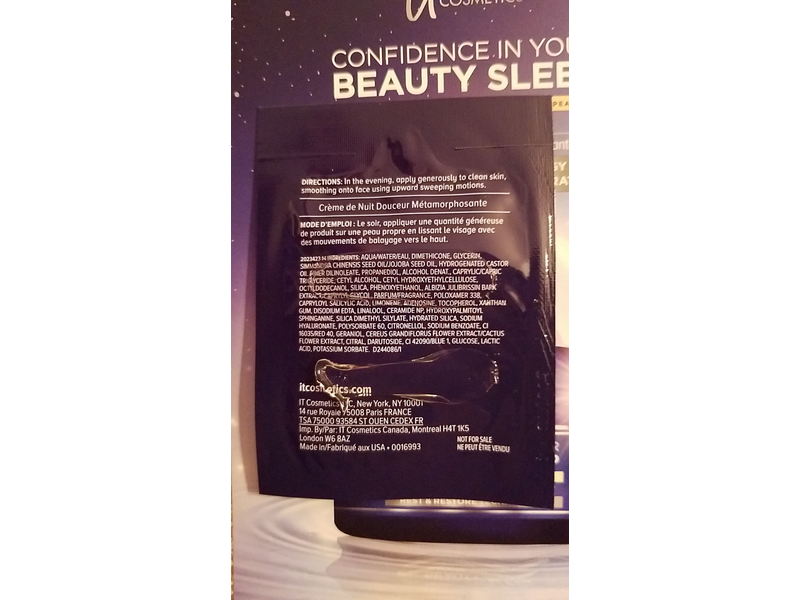 COSMETICS
CONFIDENCE IN YOU
BEAUTY SLEE
DIRECTIONS: In the evening, apply generously to clean skin,
smoothing onto face using upward sweeping motions.
Crème de Nuit Douceur Métamorphosante
MODE D'EMPLOI : Le soir, appliquer une quantité généreuse
de produit sur une peau propre en lissant le visage avec
des mouvements de balayage vers le haut.
INGREDIENTS: AQUA/WATER/EAU, DIMETHICONE, GLYCERIN,
CHINENSIS SEED OIL/JOJOBA SEED OIL, HYDROGENATED CASTOR
OIL DIMER DILINOLEATE, PROPANEDIOL, ALCOHOL DENAT., CAPRYLIC/CAPRIC
TRIGLYCERIDE, CETYL ALCOHOL, CETYL HYDROXYETHYLCELLULOSE,
OCTYLDODECANOL, SILICA, PHENOXYETHANOL, ALBIZIA JULIBRISSIN BARK
EXTRACT, CAPRYLYL GLYCOL, PARFUM/FRAGRANCE, POLOXAMER 338,
CAPRYLOYL SALICYLIC ACID, LIMONENE, ADENOSINE, TOCOPHEROL, XANTHAN
GUM, DISODIUM EDTA, LINALOOL, CERAMIDE NP, HYDROXYPALMITOYL
SPHINGANINE, SILICA DIMETHYL SILYLATE, HYDRATED SILICA, SODIUM
HYALURONATE, POLYSORBATE 60, CITRONELLOL, SODIUM BENZOATE, CI
16035/RED 40, GERANIOL, CEREUS GRANDIFLORUS FLOWER EXTRACT/CACTUS
FLOWER EXTRACT, CITRAL, DARUTOSIDE, CI 42090/BLUE 1, GLUCOSE, LACTIC
ACID, POTASSIUM SORBATE. D244086/1
itcosmetics.com
IT Cosmetics, New York, NY 10001
14 rue Royale 75008 Paris FRANCE
TSA 75000 93584 ST OUEN CEDEX FR
Imp. By/Par: IT Cosmetics Canada, Montreal H4T 1K5
London W6 8AZ
Made in/Fabriqué aux USA • 0016993
NOT FOR SALE
NE PEUT ÊTRE VENDU
REST & RESTORE